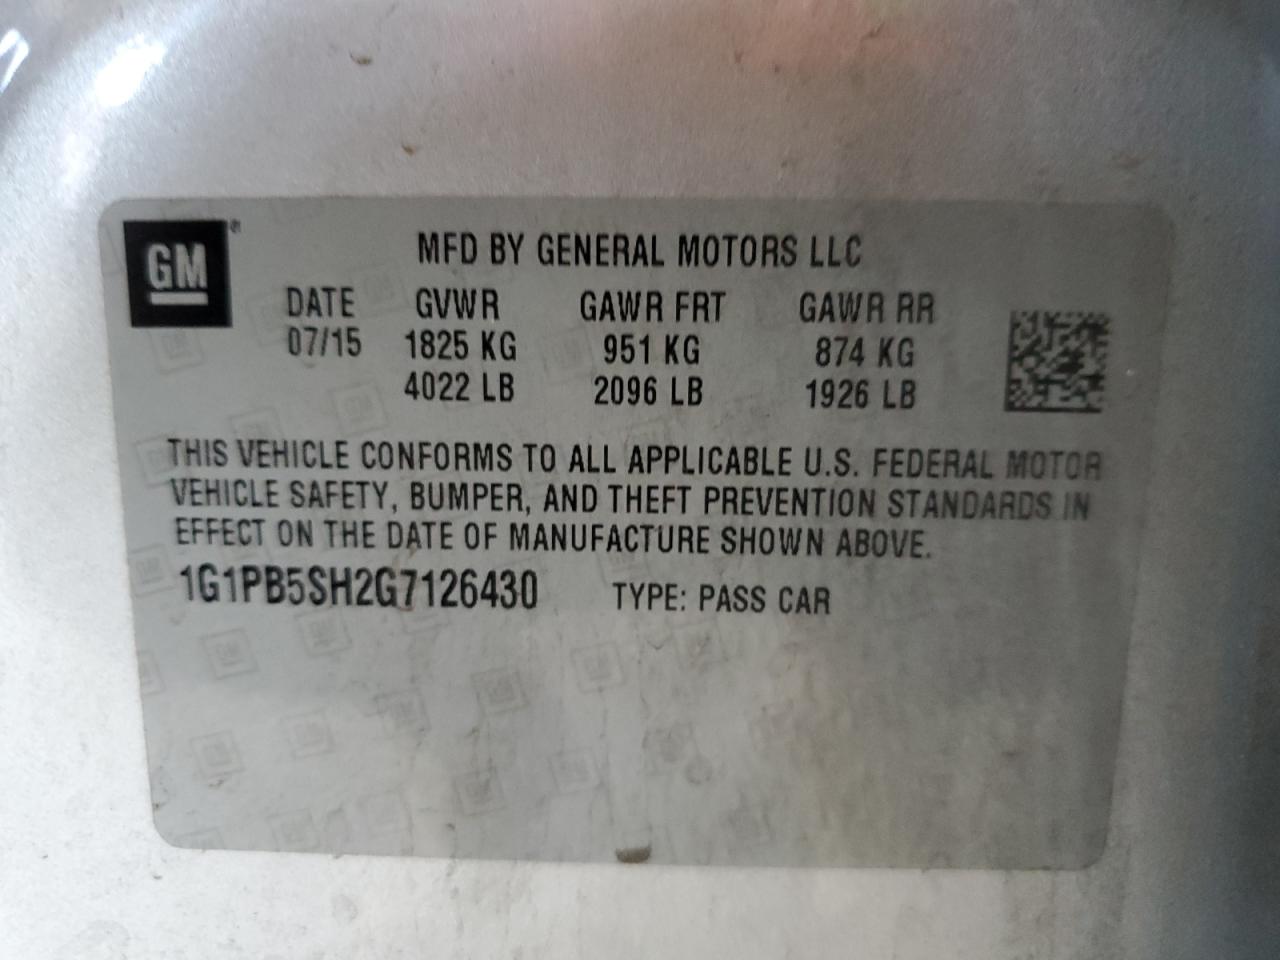 GM®
MFD BY GENERAL MOTORS LLC
DATE GVWR GAWR FRT GAWR RR
07/15 1825 KG 951 KG 874 KG
4022 LB 2096 LB 1926 LB
THIS VEHICLE CONFORMS TO ALL APPLICABLE U.S. FEDERAL MOTOR
VEHICLE SAFETY, BUMPER, AND THEFT PREVENTION STANDARDS IN
EFFECT ON THE DATE OF MANUFACTURE SHOWN ABOVE.
1G1PB5SH2G7126430 TYPE: PASS CAR